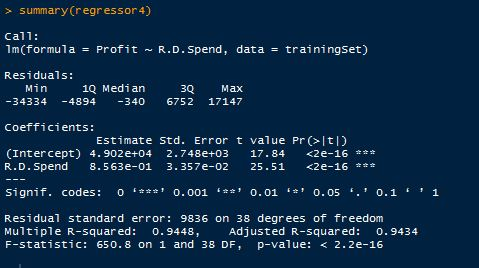 > summary(regressor4)
Call:
lm(formula = Profit ~ R.D.Spend, data = trainingSet)
Residuals:
   Min     1Q Median     3Q    Max
-34334  -4894   -340   6752  17147
Coefficients:
             Estimate Std. Error t value Pr(>|t|)
(Intercept) 4.902e+04  2.748e+03   17.84   <2e-16 ***
R.D.Spend   8.563e-01  3.357e-02   25.51   <2e-16 ***
---
Signif. codes:  0 ‘***’ 0.001 ‘**’ 0.01 ‘*’ 0.05 ‘.’ 0.1 ‘ ’ 1
Residual standard error: 9836 on 38 degrees of freedom
Multiple R-squared:  0.9448,    Adjusted R-squared:  0.9434
F-statistic: 650.8 on 1 and 38 DF,  p-value: < 2.2e-16